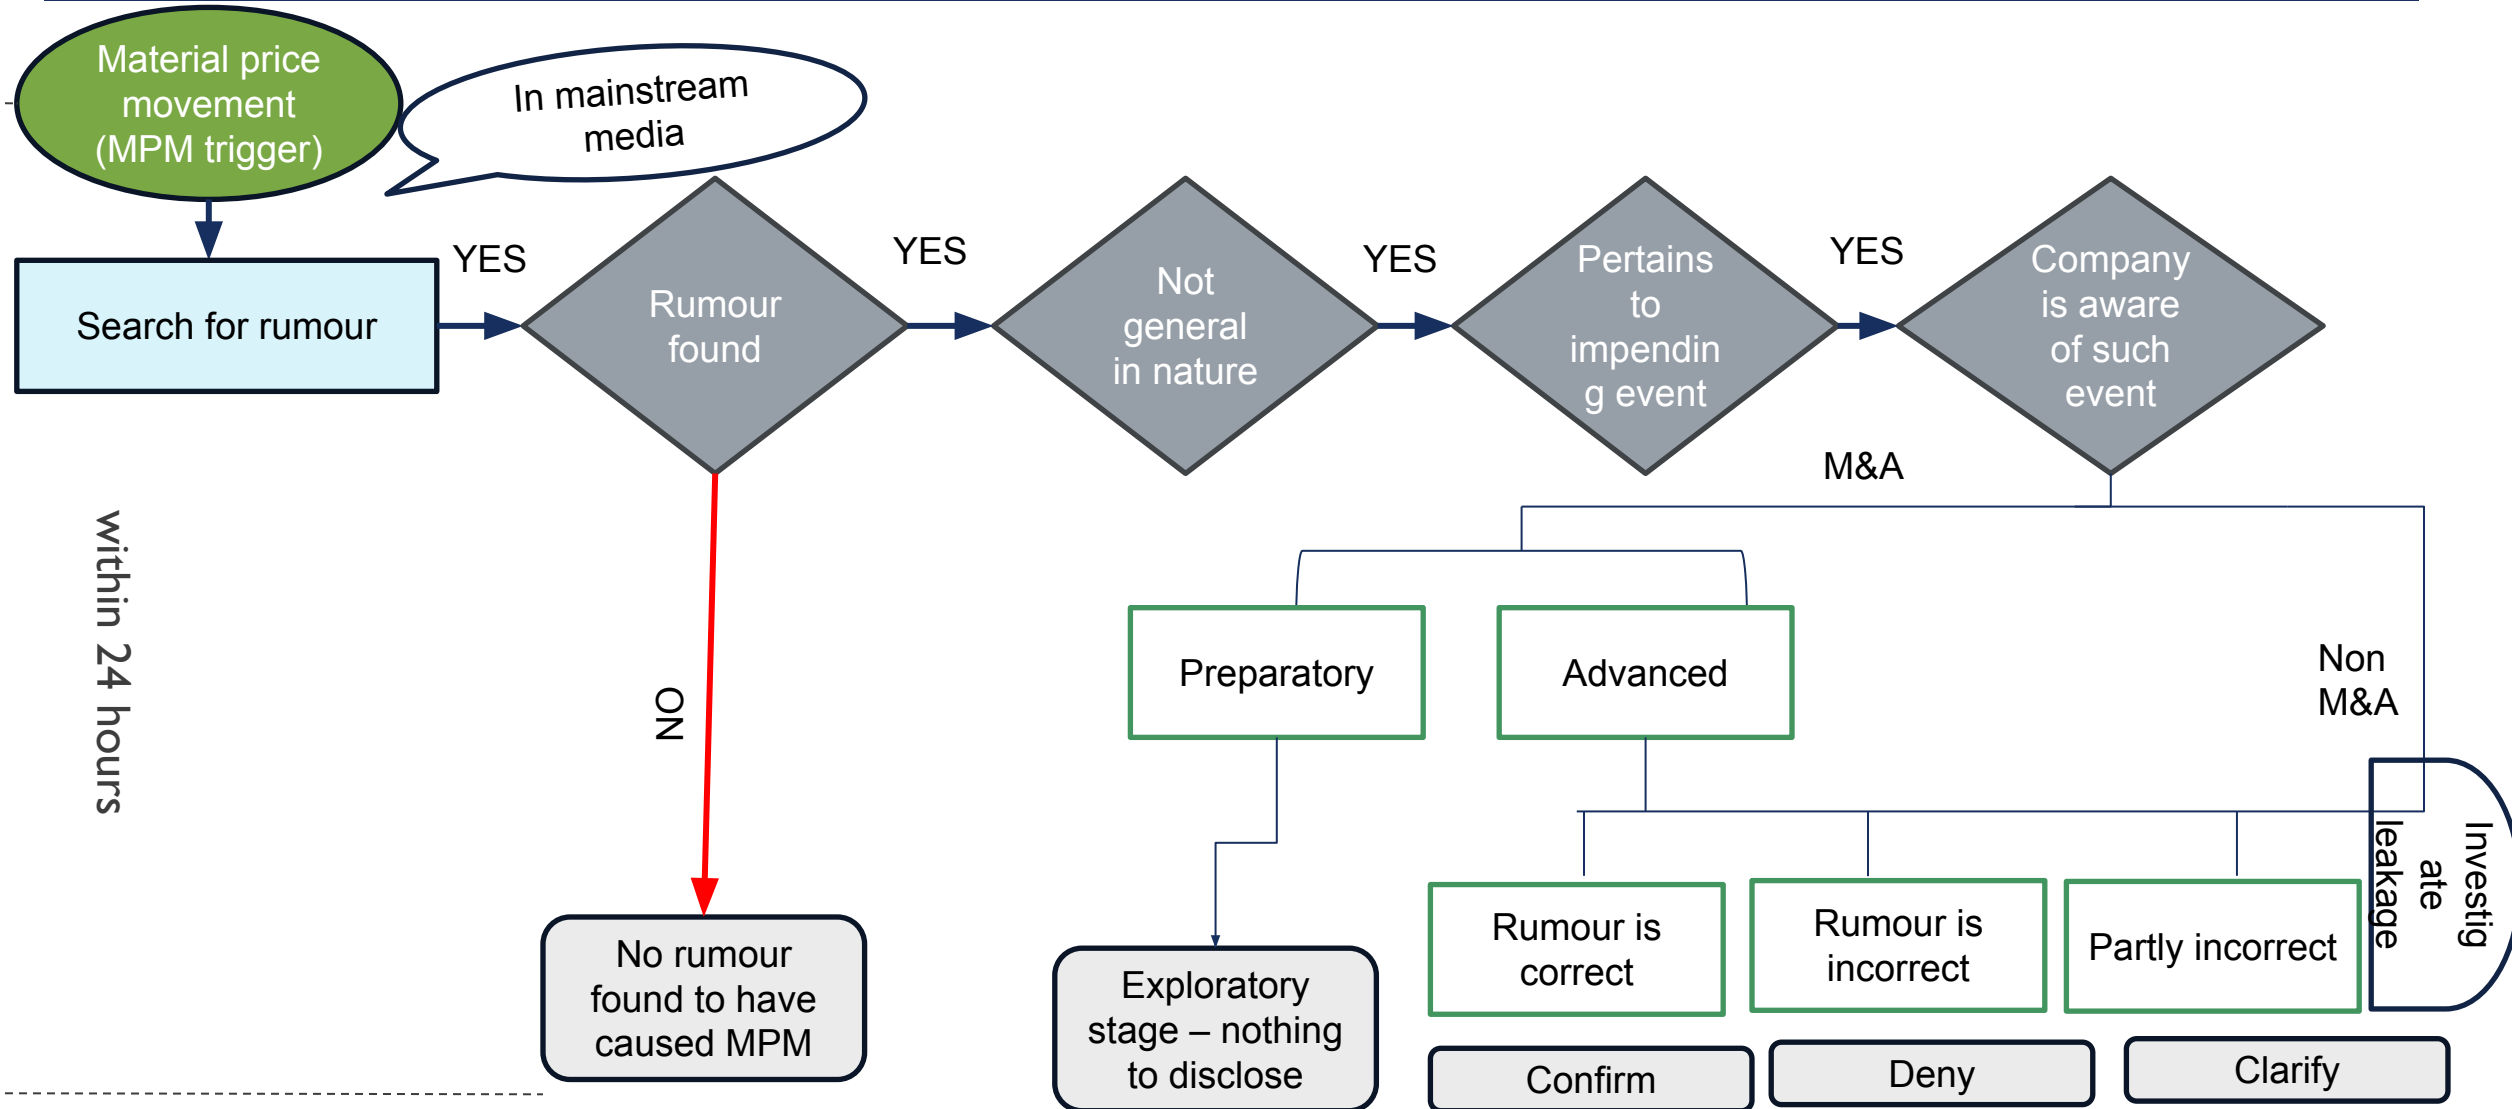 Material price
movement
(MPM trigger)
In mainstream
media
Search for rumour
YES
Rumour
found
YES
Not
general
in nature
YES
Pertains
to
impendin
g event
YES
Company
is aware
of such
event
M&A
within 24 hours
NO
Preparatory
Advanced
Non
M&A
Investig
ate
leakage
No rumour
found to have
caused MPM
Exploratory
stage – nothing
to disclose
Rumour is
correct
Rumour is
incorrect
Partly incorrect
Confirm
Deny
Clarify